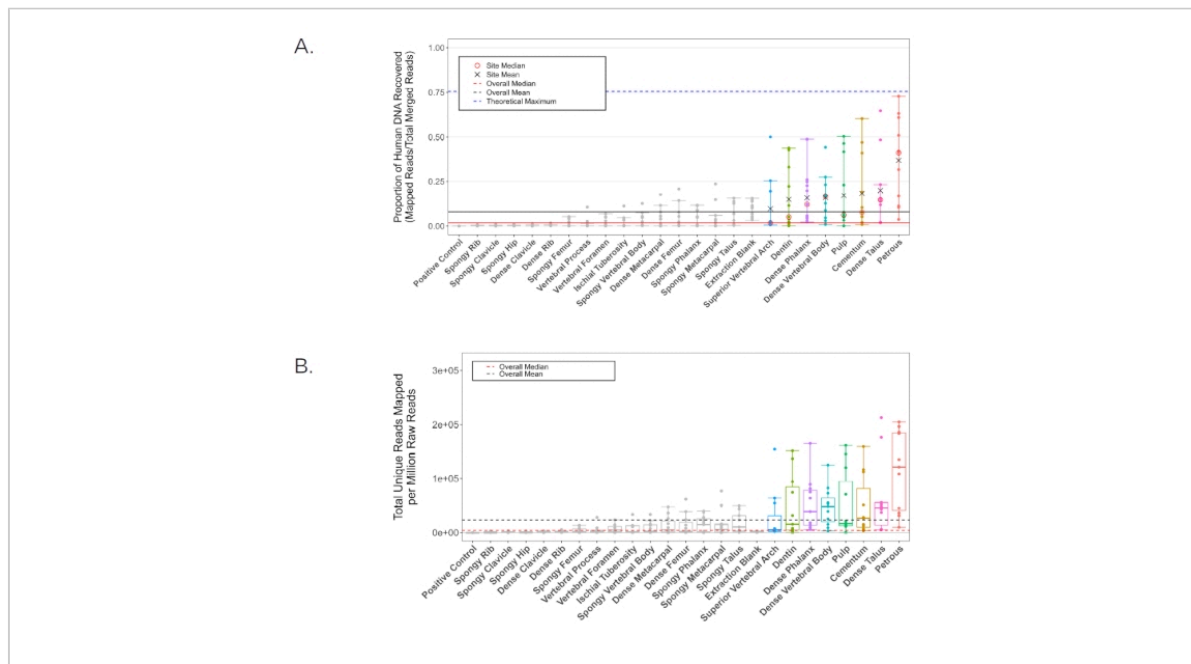 A.
Proportion of Human DNA Recovered
(Mapped Reads/Total Merged Reads)
1.00
0.75
0.50
0.25
0.00
Site Median
Site Mean
Overall Median
Overall Mean
Theoretical Maximum
Positive Control
Spongy Rib
Spongy Clavicle
Spongy Hip
Dense Clavicle
Dense Rib
Spongy Femur
Vertebral Process
Vertebral Foramen
Ischial Tuberosity
Spongy Vertebral Body
Dense Metacarpal
Dense Femur
Spongy Phalanx
Spongy Metacarpal
Spongy Talus
Extraction Blank
Superior Vertebral Arch
Dentin
Dense Phalanx
Dense Vertebral Body
Pulp
Cementum
Dense Talus
Petrous
B.
Total Unique Reads Mapped
per Million Raw Reads
3e+05
2e+05
1e+05
0e+00
Overall Median
Overall Mean
Positive Control
Spongy Rib
Spongy Clavicle
Spongy Hip
Dense Clavicle
Dense Rib
Spongy Femur
Vertebral Process
Vertebral Foramen
Ischial Tuberosity
Spongy Vertebral Body
Dense Metacarpal
Dense Femur
Spongy Phalanx
Spongy Metacarpal
Spongy Talus
Extraction Blank
Superior Vertebral Arch
Dentin
Dense Phalanx
Dense Vertebral Body
Pulp
Cementum
Dense Talus
Petrous